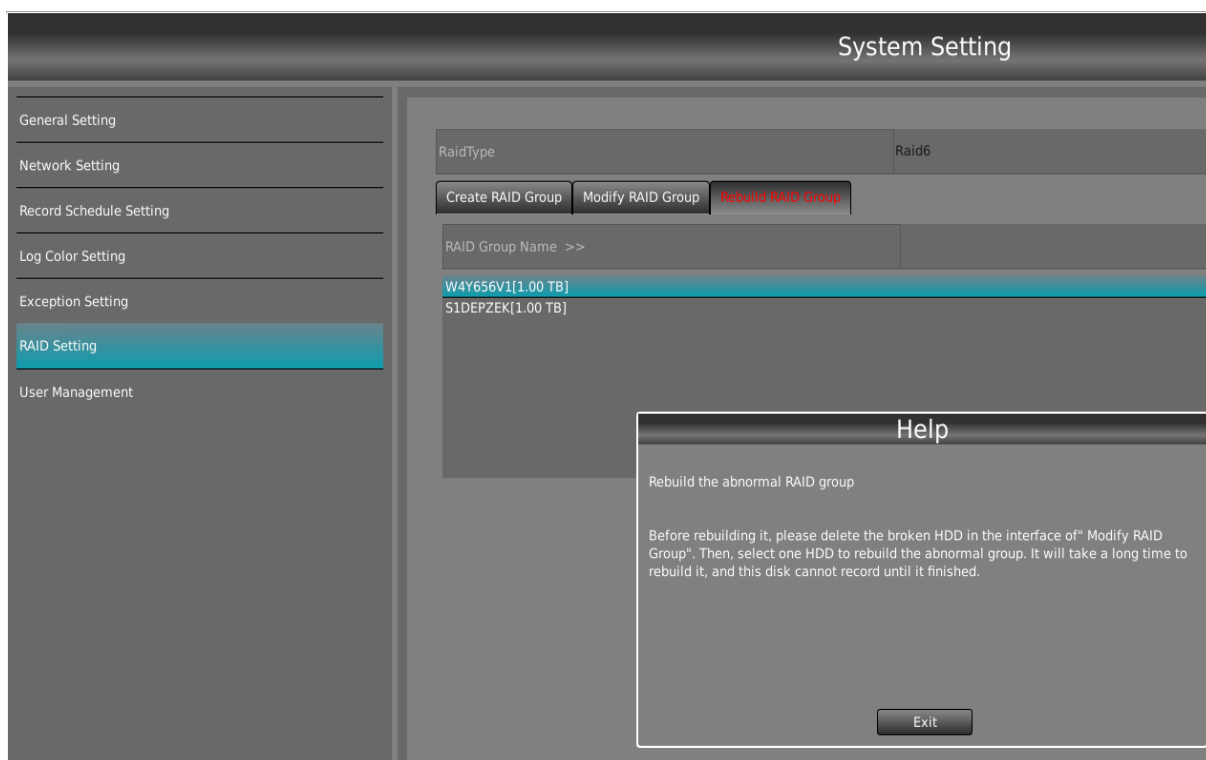 System Setting
General Setting
Network Setting
Record Schedule Setting
Log Color Setting
Exception Setting
RAID Setting
User Management
RaidType
Raid6
Create RAID Group
Modify RAID Group
Rebuild RAID Group
RAID Group Name >>
W4Y656V1[1.00 TB]
S1DEPZEK[1.00 TB]
Help
Rebuild the abnormal RAID group
Before rebuilding it, please delete the broken HDD in the interface of" Modify RAID
Group". Then, select one HDD to rebuild the abnormal group. It will take a long time to
rebuild it, and this disk cannot record until it finished.
Exit